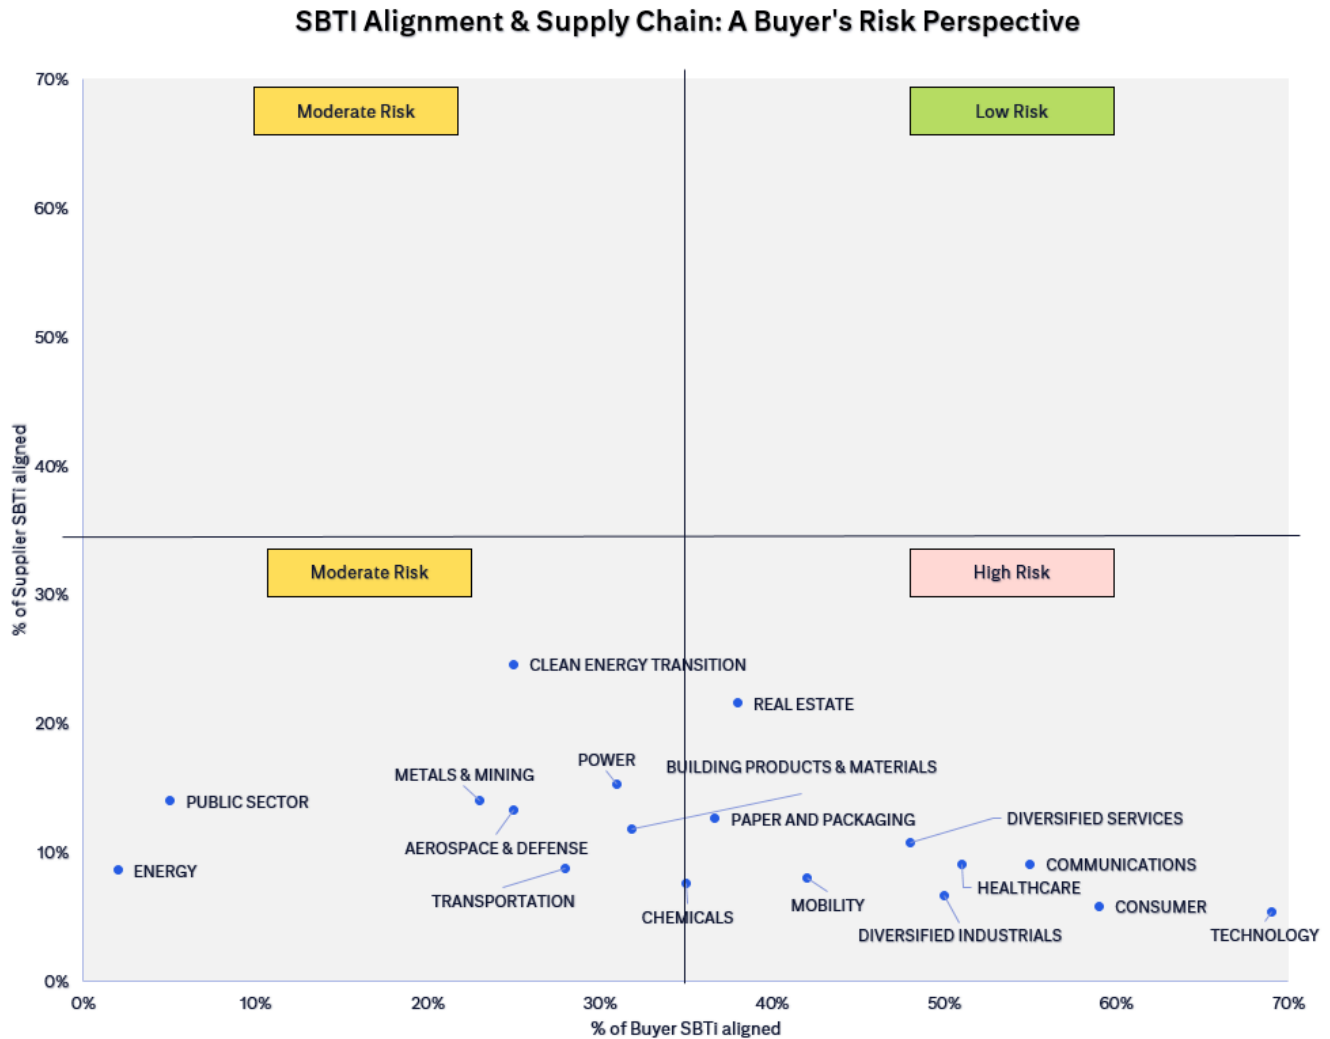 SBTI Alignment & Supply Chain: A Buyer's Risk Perspective
70%
Moderate Risk
Low Risk
60%
50%
40%
% of Supplier SBTi aligned
Moderate Risk
High Risk
30%
CLEAN ENERGY TRANSITION
REAL ESTATE
20%
POWER
BUILDING PRODUCTS & MATERIALS
METALS & MINING
PUBLIC SECTOR
PAPER AND PACKAGING
DIVERSIFIED SERVICES
AEROSPACE & DEFENSE
10%
COMMUNICATIONS
ENERGY
HEALTHCARE
TRANSPORTATION
MOBILITY
CONSUMER
CHEMICALS
DIVERSIFIED INDUSTRIALS
TECHNOLOGY
0%
0%
10%
20%
30%
40%
50%
60%
70%
% of Buyer SBTi aligned